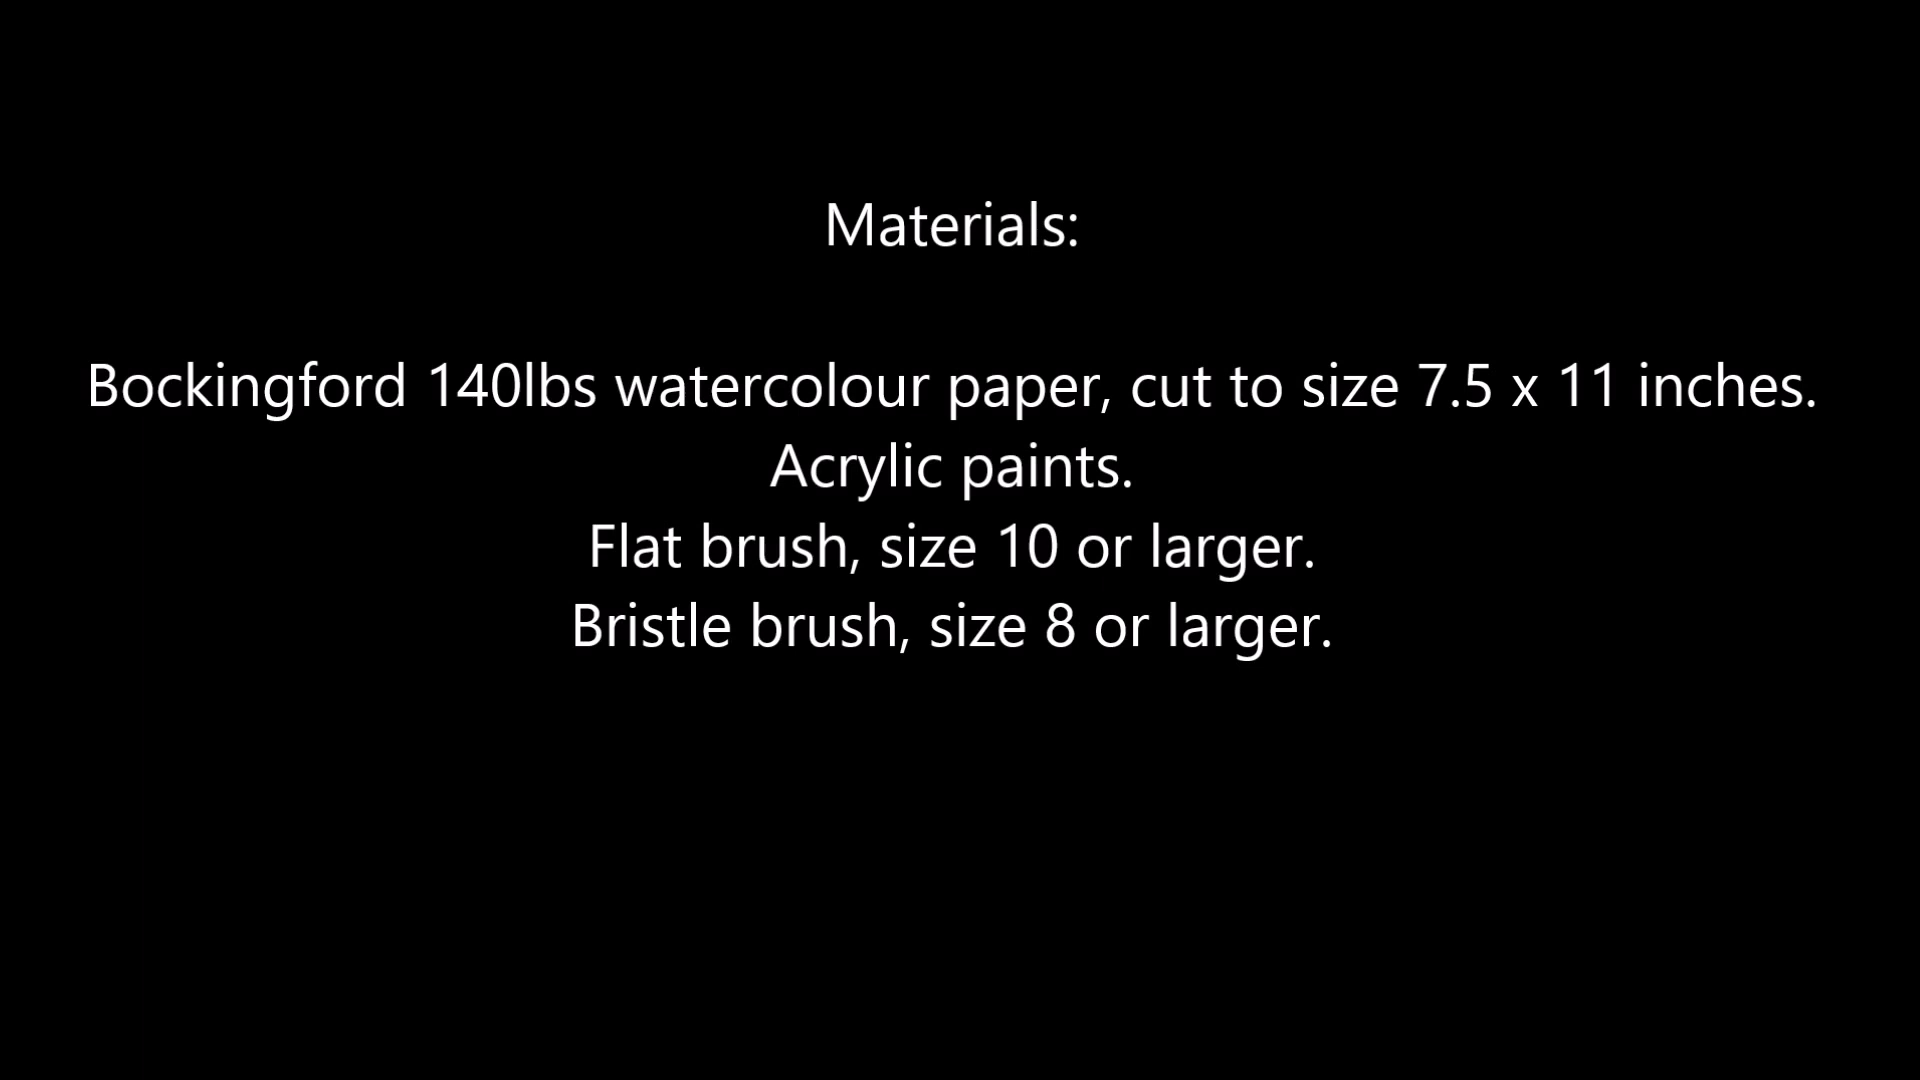 Materials:
Bockingford 140lbs watercolour paper, cut to size 7.5 x 11 inches.
Acrylic paints.
Flat brush, size 10 or larger.
Bristle brush, size 8 or larger.